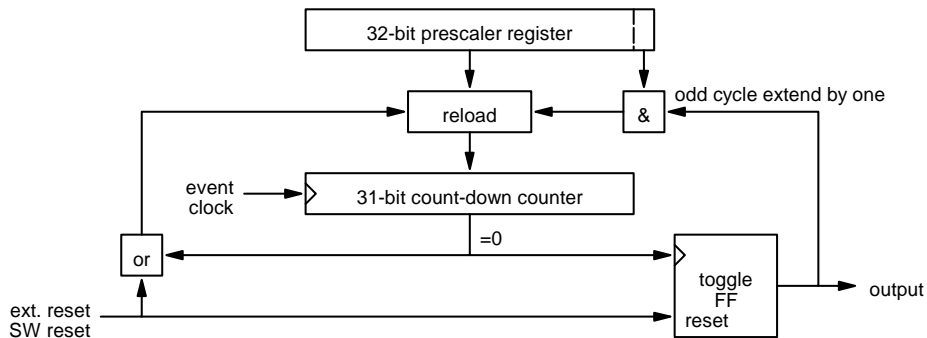 32-bit prescaler register
odd cycle extend by one
reload
&
event
clock
31-bit count-down counter
=0
or
toggle
FF
reset
output
ext. reset
SW reset